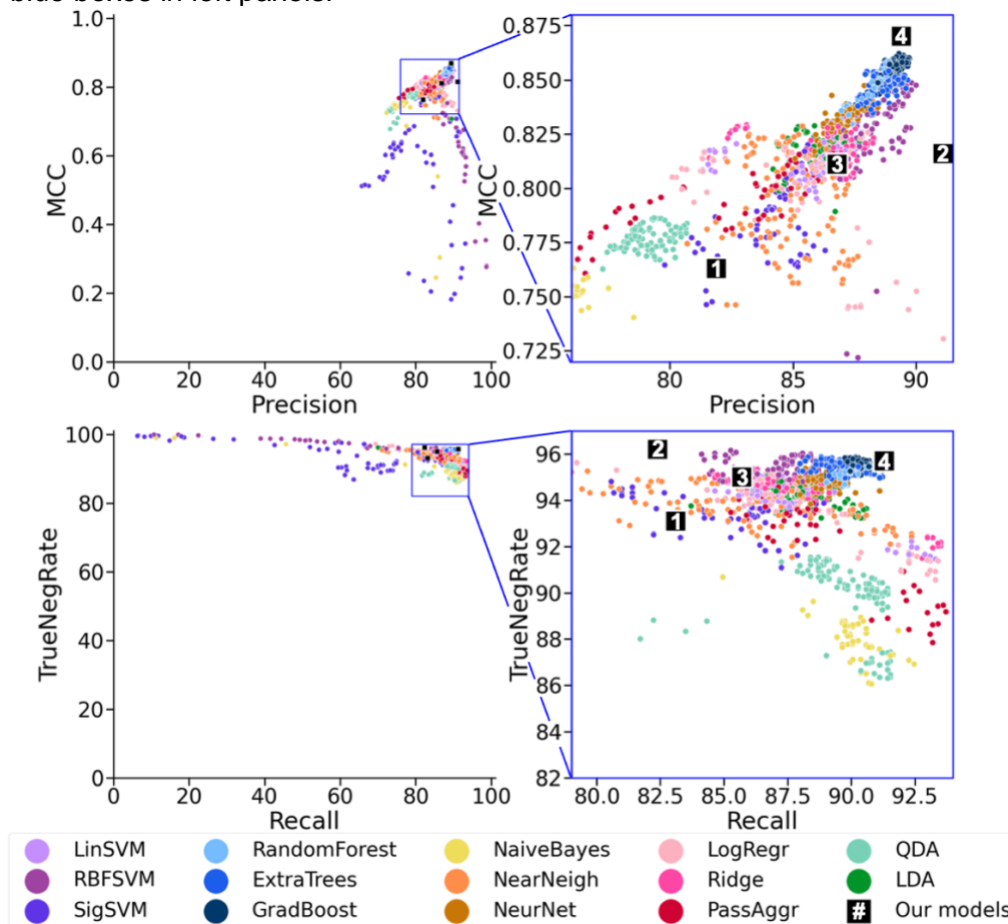 blue boxes in left panels.
1.0
0.8
0.6
0.4
0.2
0.0
MCC
0 20 40 60 80 100
Precision
0.875
0.850
0.825
0.800
0.775
0.750
0.725
MCC
4
2
3
1
80 85 90
Precision
100
80
60
40
20
0
TrueNegRate
0 20 40 60 80 100
Recall
96
94
92
90
88
86
84
82
TrueNegRate
2
4
3
1
80.0 82.5 85.0 87.5 90.0 92.5
Recall
LinSVM RandomForest NaiveBayes LogRegr QDA
RBFSVM ExtraTrees NearNeigh Ridge LDA
SigSVM GradBoost NeurNet PassAggr # Our models